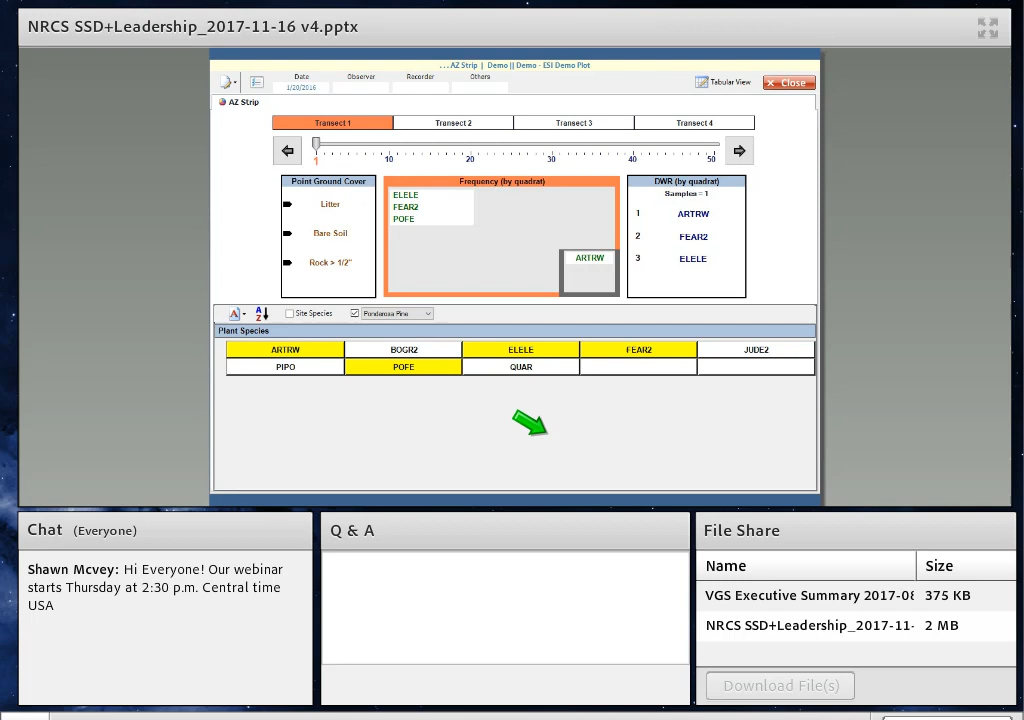 NRCS SSD+Leadership_2017-11-16 v4.pptx
...AZ Strip | Demo || Demo - ESI Demo Plot
Date Observer Recorder Others
1/20/2016
Tabular View
Close
AZ Strip
Transect 1 Transect 2 Transect 3 Transect 4
1 10 20 30 40 50
Point Ground Cover
Litter
Bare Soil
Rock > 1/2"
Frequency (by quadrat)
ELELE
FEAR2
POFE
ARTRW
DWR (by quadrat)
Samples = 1
1 ARTRW
2 FEAR2
3 ELELE
A A Z Site Species Ponderosa Pine
Plant Species
ARTRW BOGR2 ELELE FEAR2 JUDE2
PIPO POFE QUAR
Chat (Everyone)
Shawn Mcvey: Hi Everyone! Our webinar
starts Thursday at 2:30 p.m. Central time
USA
Q & A
File Share
Name Size
VGS Executive Summary 2017-08 375 KB
NRCS SSD+Leadership_2017-11- 2 MB
Download File(s)